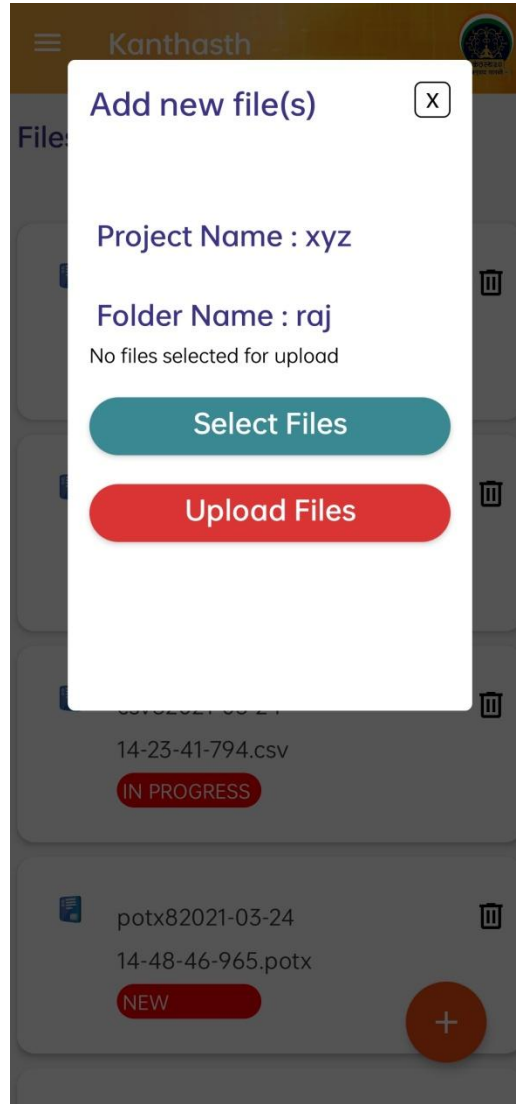 Kanthasth
Add new file(s) X
Files
Project Name : xyz
Folder Name : raj
No files selected for upload
Select Files
Upload Files
14-23-41-794.csv
IN PROGRESS
potx82021-03-24
14-48-46-965.potx
NEW
+